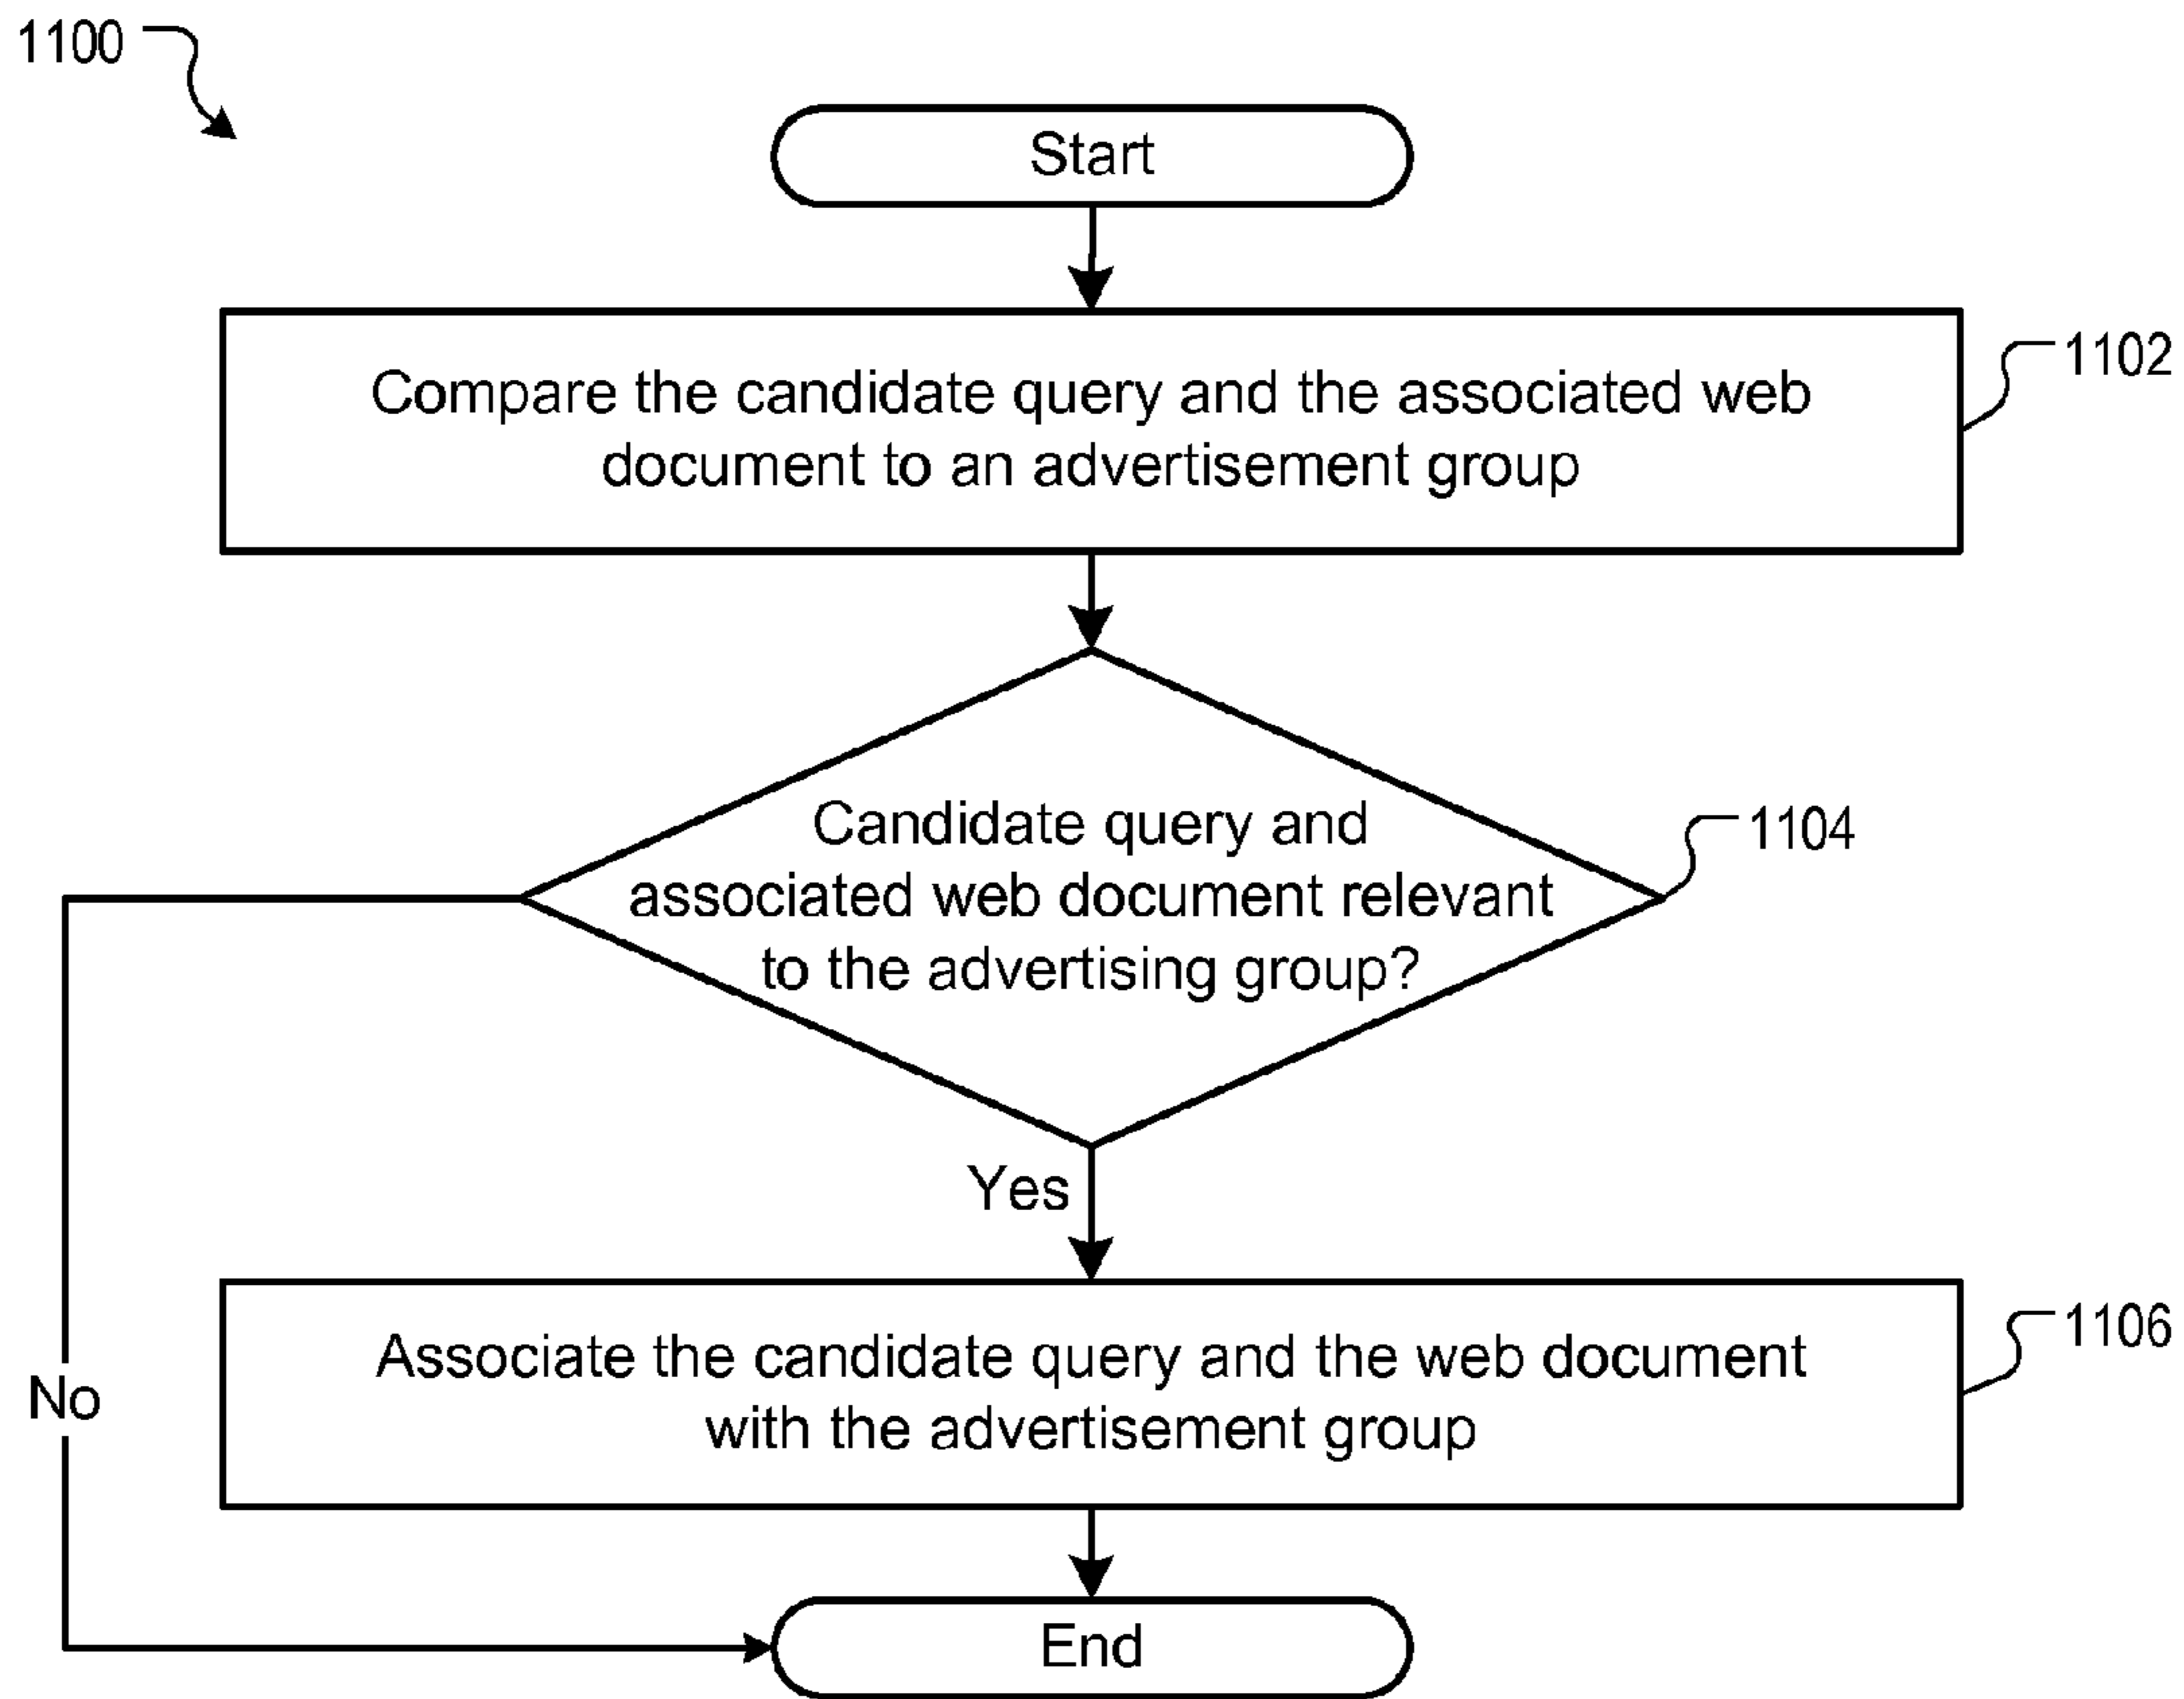 1100
Start
Compare the candidate query and the associated web
document to an advertisement group
1102
Candidate query and
associated web document relevant
to the advertising group?
1104
Yes
Associate the candidate query and the web document
with the advertisement group
1106
No
End